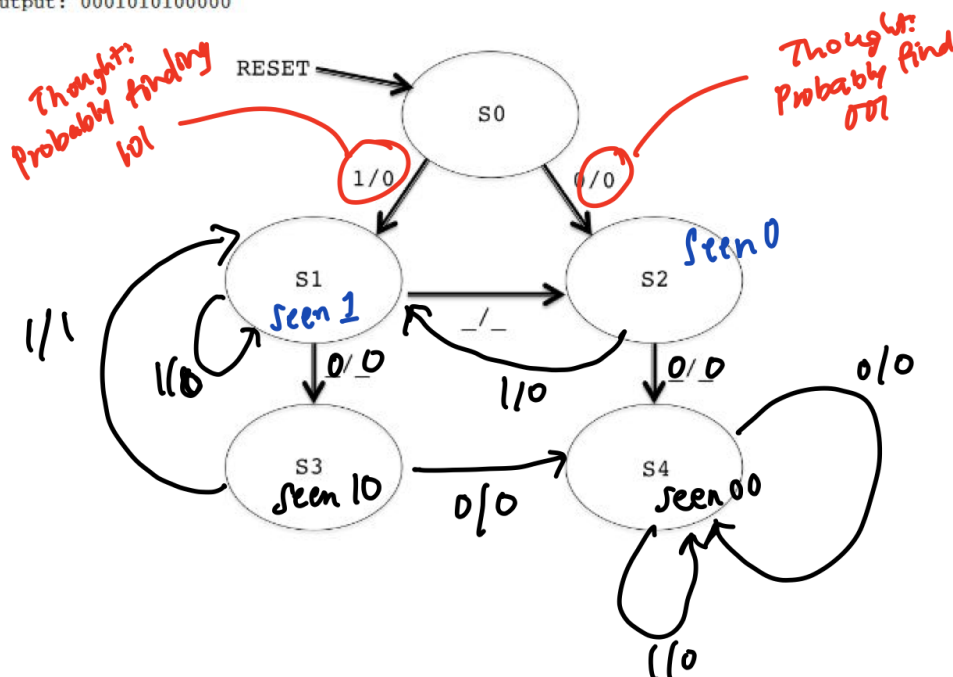 utput: 0001010100000
Thought:
Probably finding
101
Thought:
Probably find
001
RESET
S0
1/0
0/0
S1
seen 1
S2
seen 0
_/_
1/1
1/0
0/0
1/0
0/0
0/0
S3
seen 10
0/0
S4
seen 00
1/0